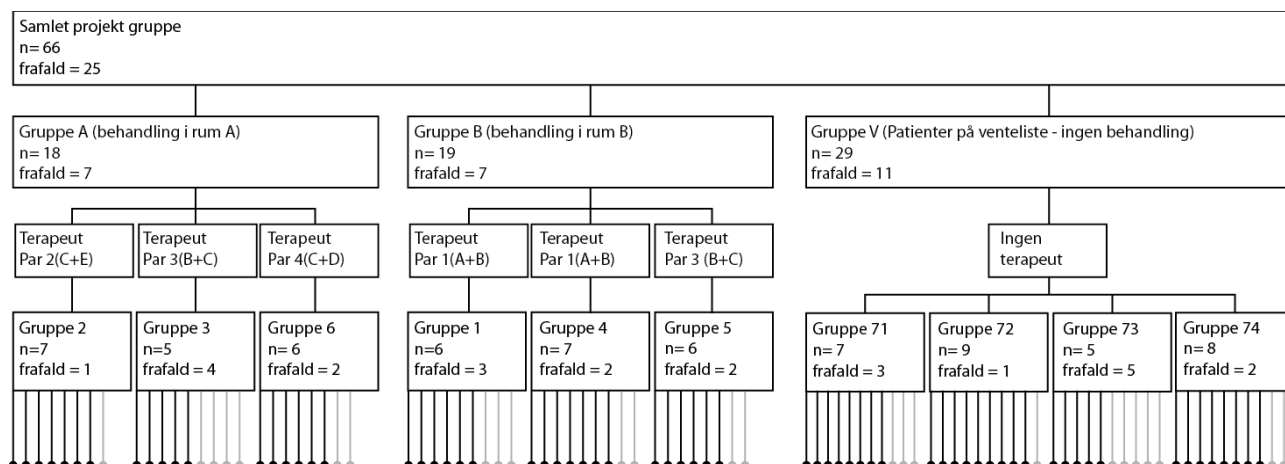 Samlet projekt gruppe
n= 66
frafald = 25
Gruppe A (behandling i rum A)
n= 18
frafald = 7
Gruppe B (behandling i rum B)
n= 19
frafald = 7
Gruppe V (Patienter på venteliste - ingen behandling)
n= 29
frafald = 11
Terapeut
Par 2(C+E)
Terapeut
Par 3(B+C)
Terapeut
Par 4(C+D)
Terapeut
Par 1(A+B)
Terapeut
Par 1(A+B)
Terapeut
Par 3 (B+C)
Ingen
terapeut
Gruppe 2
n=7
frafald = 1
Gruppe 3
n=5
frafald = 4
Gruppe 6
n= 6
frafald = 2
Gruppe 1
n=6
frafald = 3
Gruppe 4
n= 7
frafald = 2
Gruppe 5
n= 6
frafald = 2
Gruppe 71
n= 7
frafald = 3
Gruppe 72
n= 9
frafald = 1
Gruppe 73
n= 5
frafald = 5
Gruppe 74
n= 8
frafald = 2